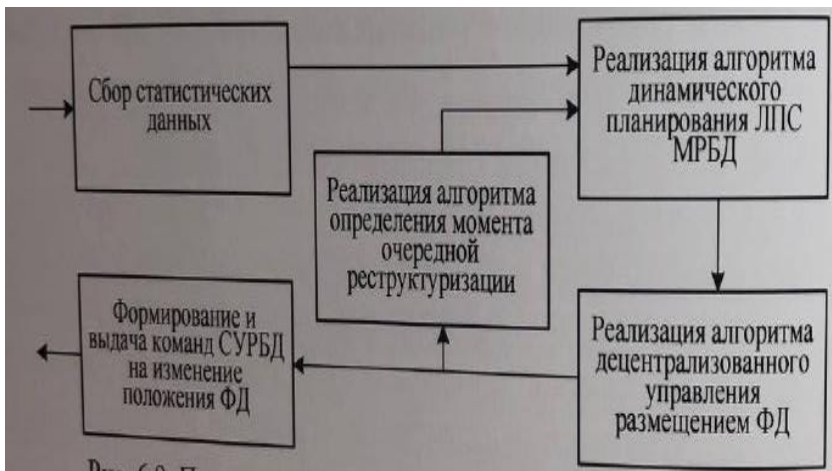 Сбор статистических
данных
Реализация алгоритма
динамического
планирования ЛПС
МРБД
Реализация алгоритма
определения момента
очередной
реструктуризации
Формирование и
выдача команд СУРБД
на изменение
положения ФД
Реализация алгоритма
децентрализованного
управления
размещением ФД